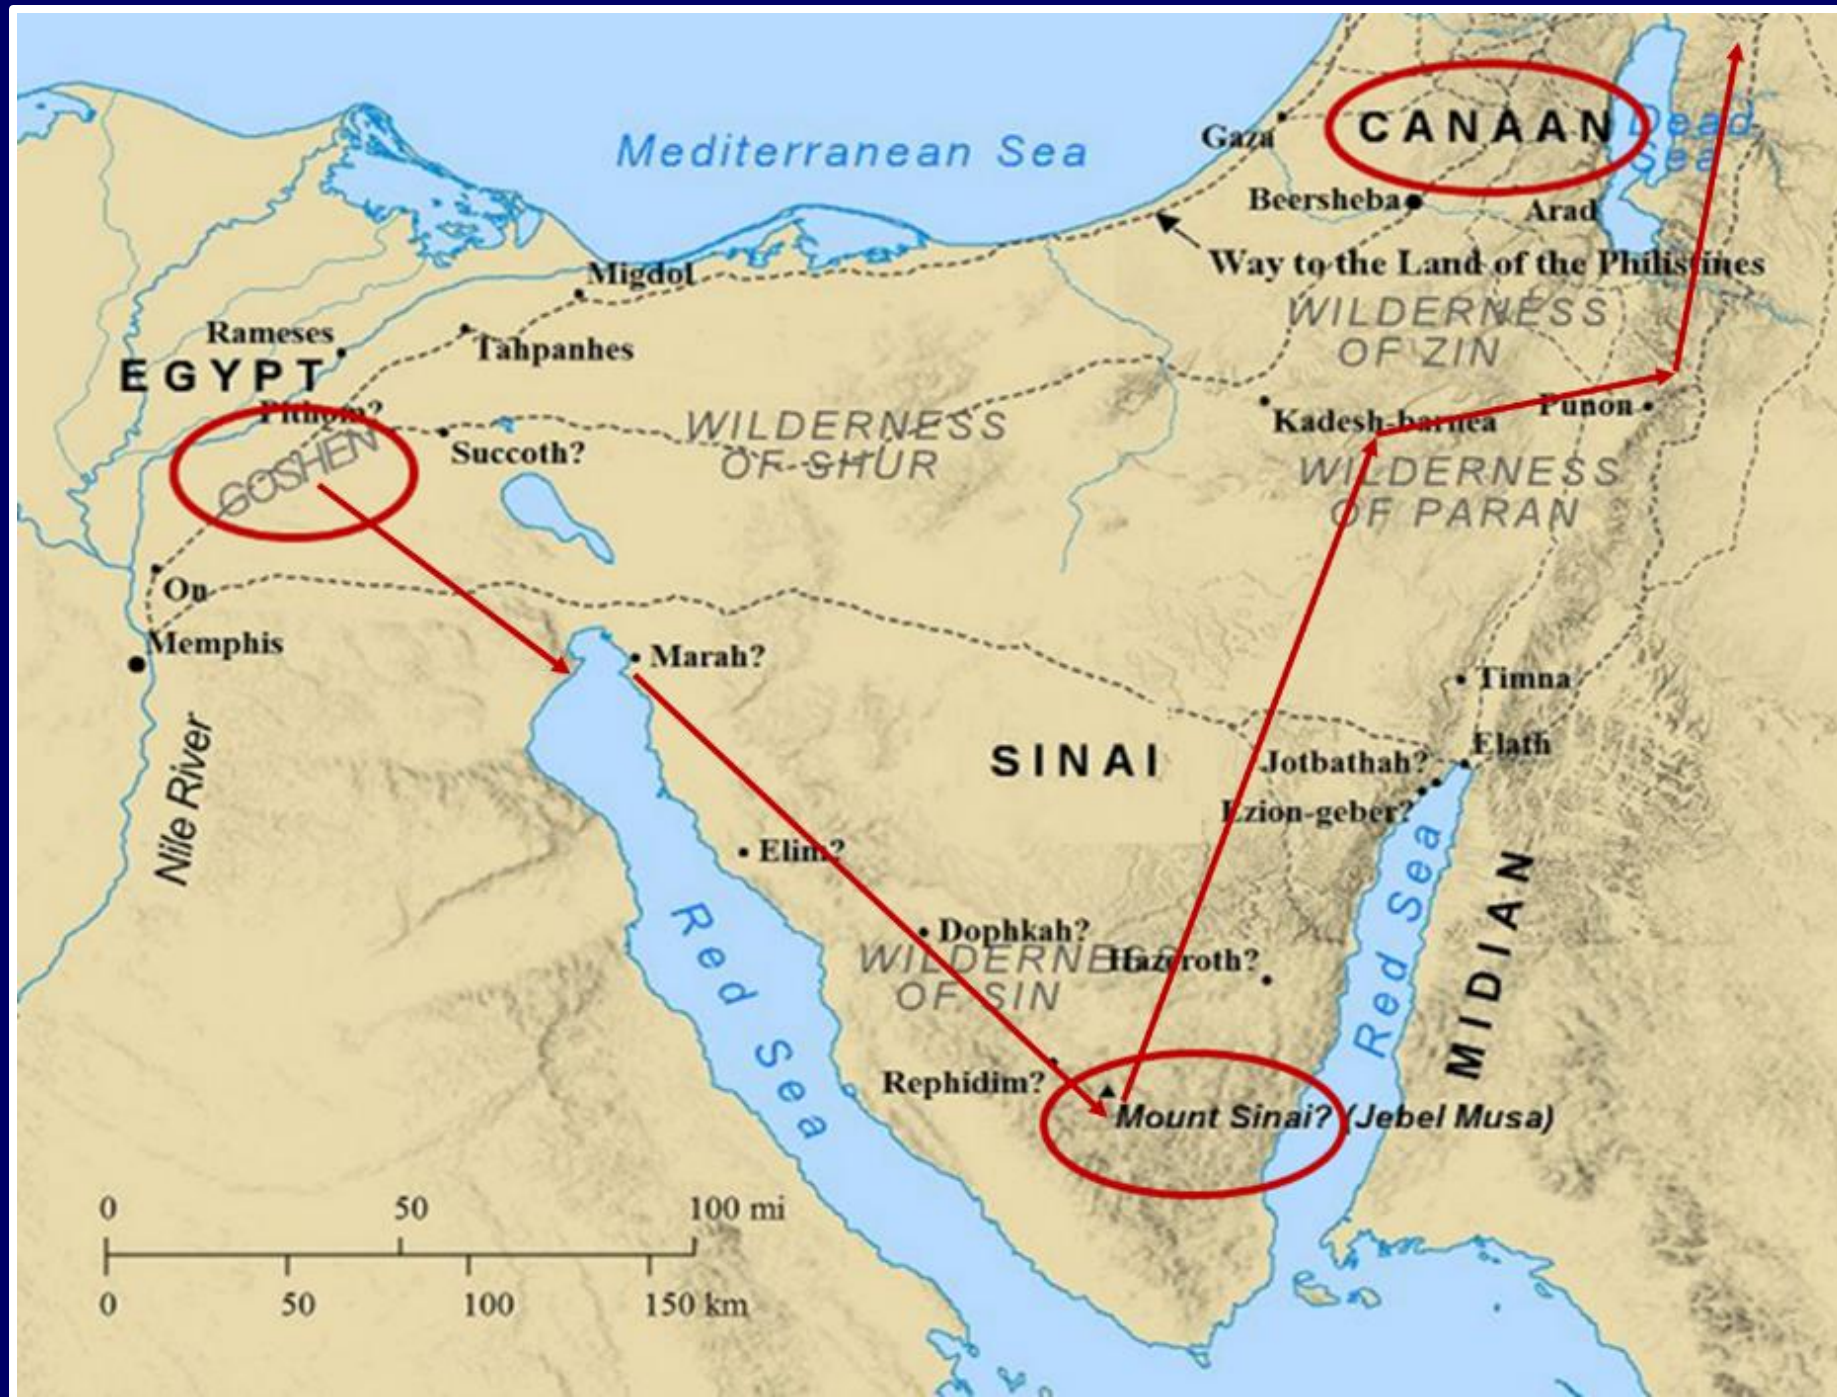 Mediterranean Sea
Gaza
CANAAN
Dead
Sea
Beersheba
Arad
Way to the Land of the Philistines
Migdol
WILDERNESS
OF ZIN
Rameses
Tahpanhes
EGYPT
Pithom?
GOSHEN
Succoth?
WILDERNESS
OF SHUR
Kadesh-barnea
Punon
WILDERNESS
OF PARAN
On
Memphis
Marah?
Timna
Nile River
SINAI
Elath
Jotbathah?
Ezion-geber?
Elim?
Red Sea
Red Sea
MIDIAN
Dophkah?
WILDERNESS
OF SIN
Hazeroth?
Rephidim?
Mount Sinai? (Jebel Musa)
0 50 100 mi
0 50 100 150 km